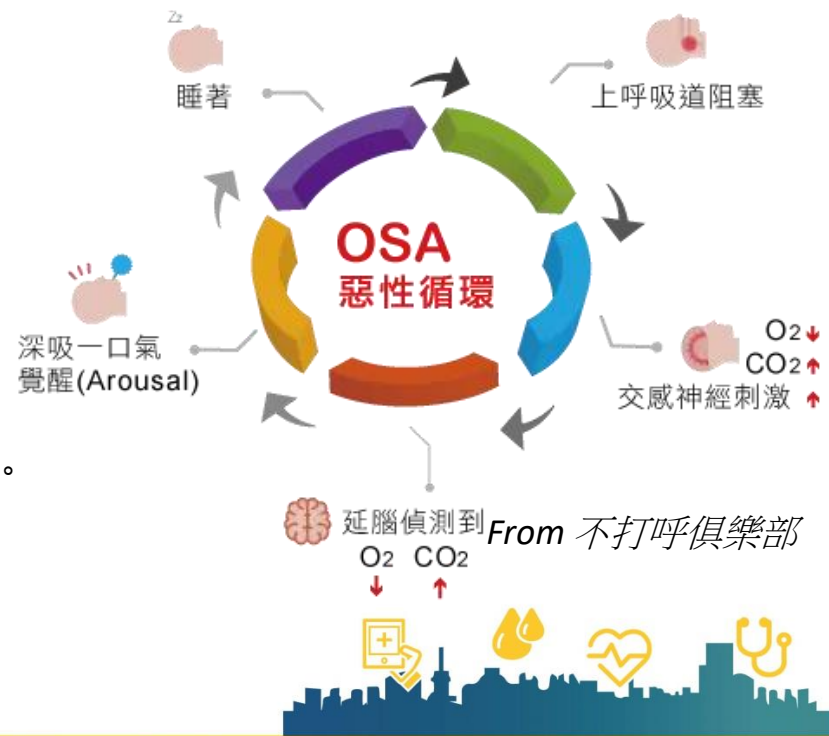 Zz
睡著
上呼吸道阻塞
OSA
惡性循環
深吸一口氣
覺醒(Arousal)
O2↓
CO2↑
交感神經刺激 ↑
。
延腦偵測到
O2 CO2
↓ ↑
From 不打呼俱樂部